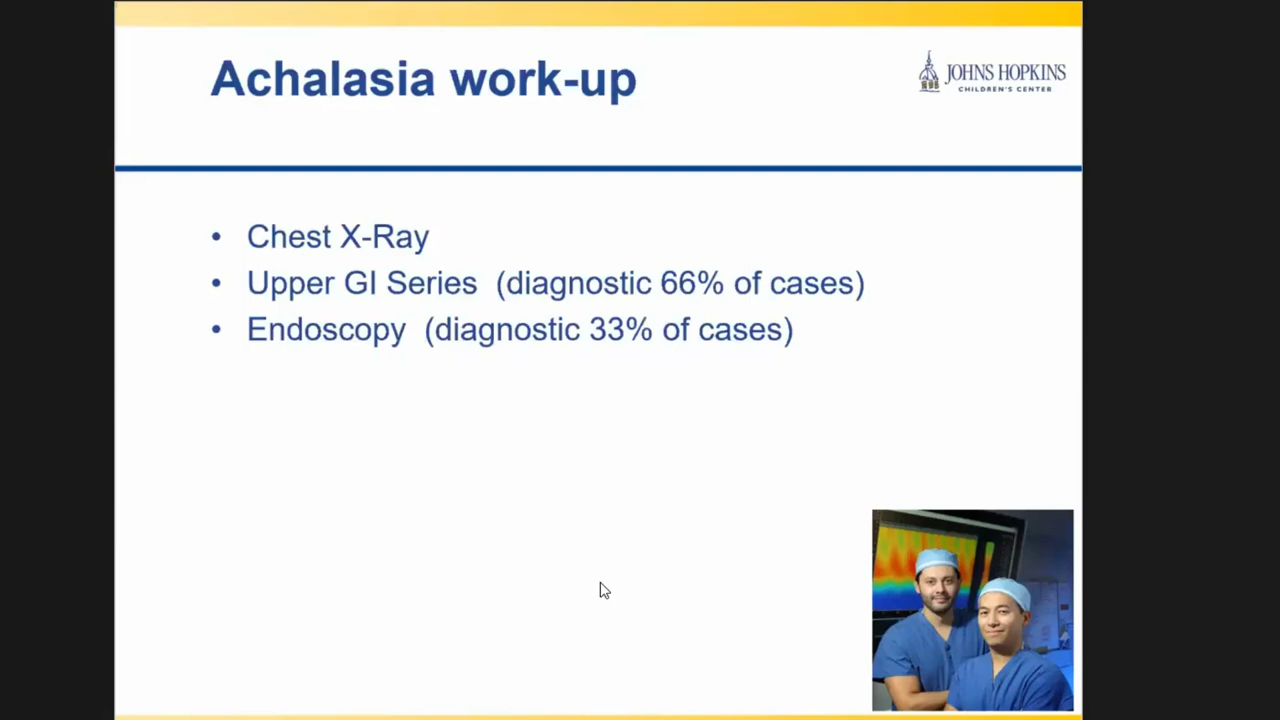 Achalasia work-up
JOHNS HOPKINS
CHILDREN'S CENTER
• Chest X-Ray
• Upper GI Series (diagnostic 66% of cases)
• Endoscopy (diagnostic 33% of cases)